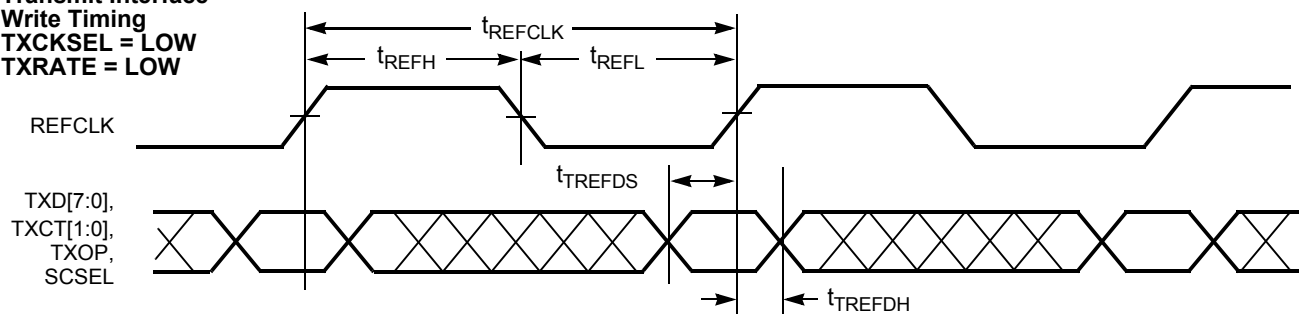 Transmit Interface
Write Timing
TXCKSEL = LOW
TXRATE = LOW
tREFCLK
tREFH
tREFL
REFCLK
tTREFDS
TXD[7:0],
TXCT[1:0],
TXOP,
SCSEL
tTREFDH